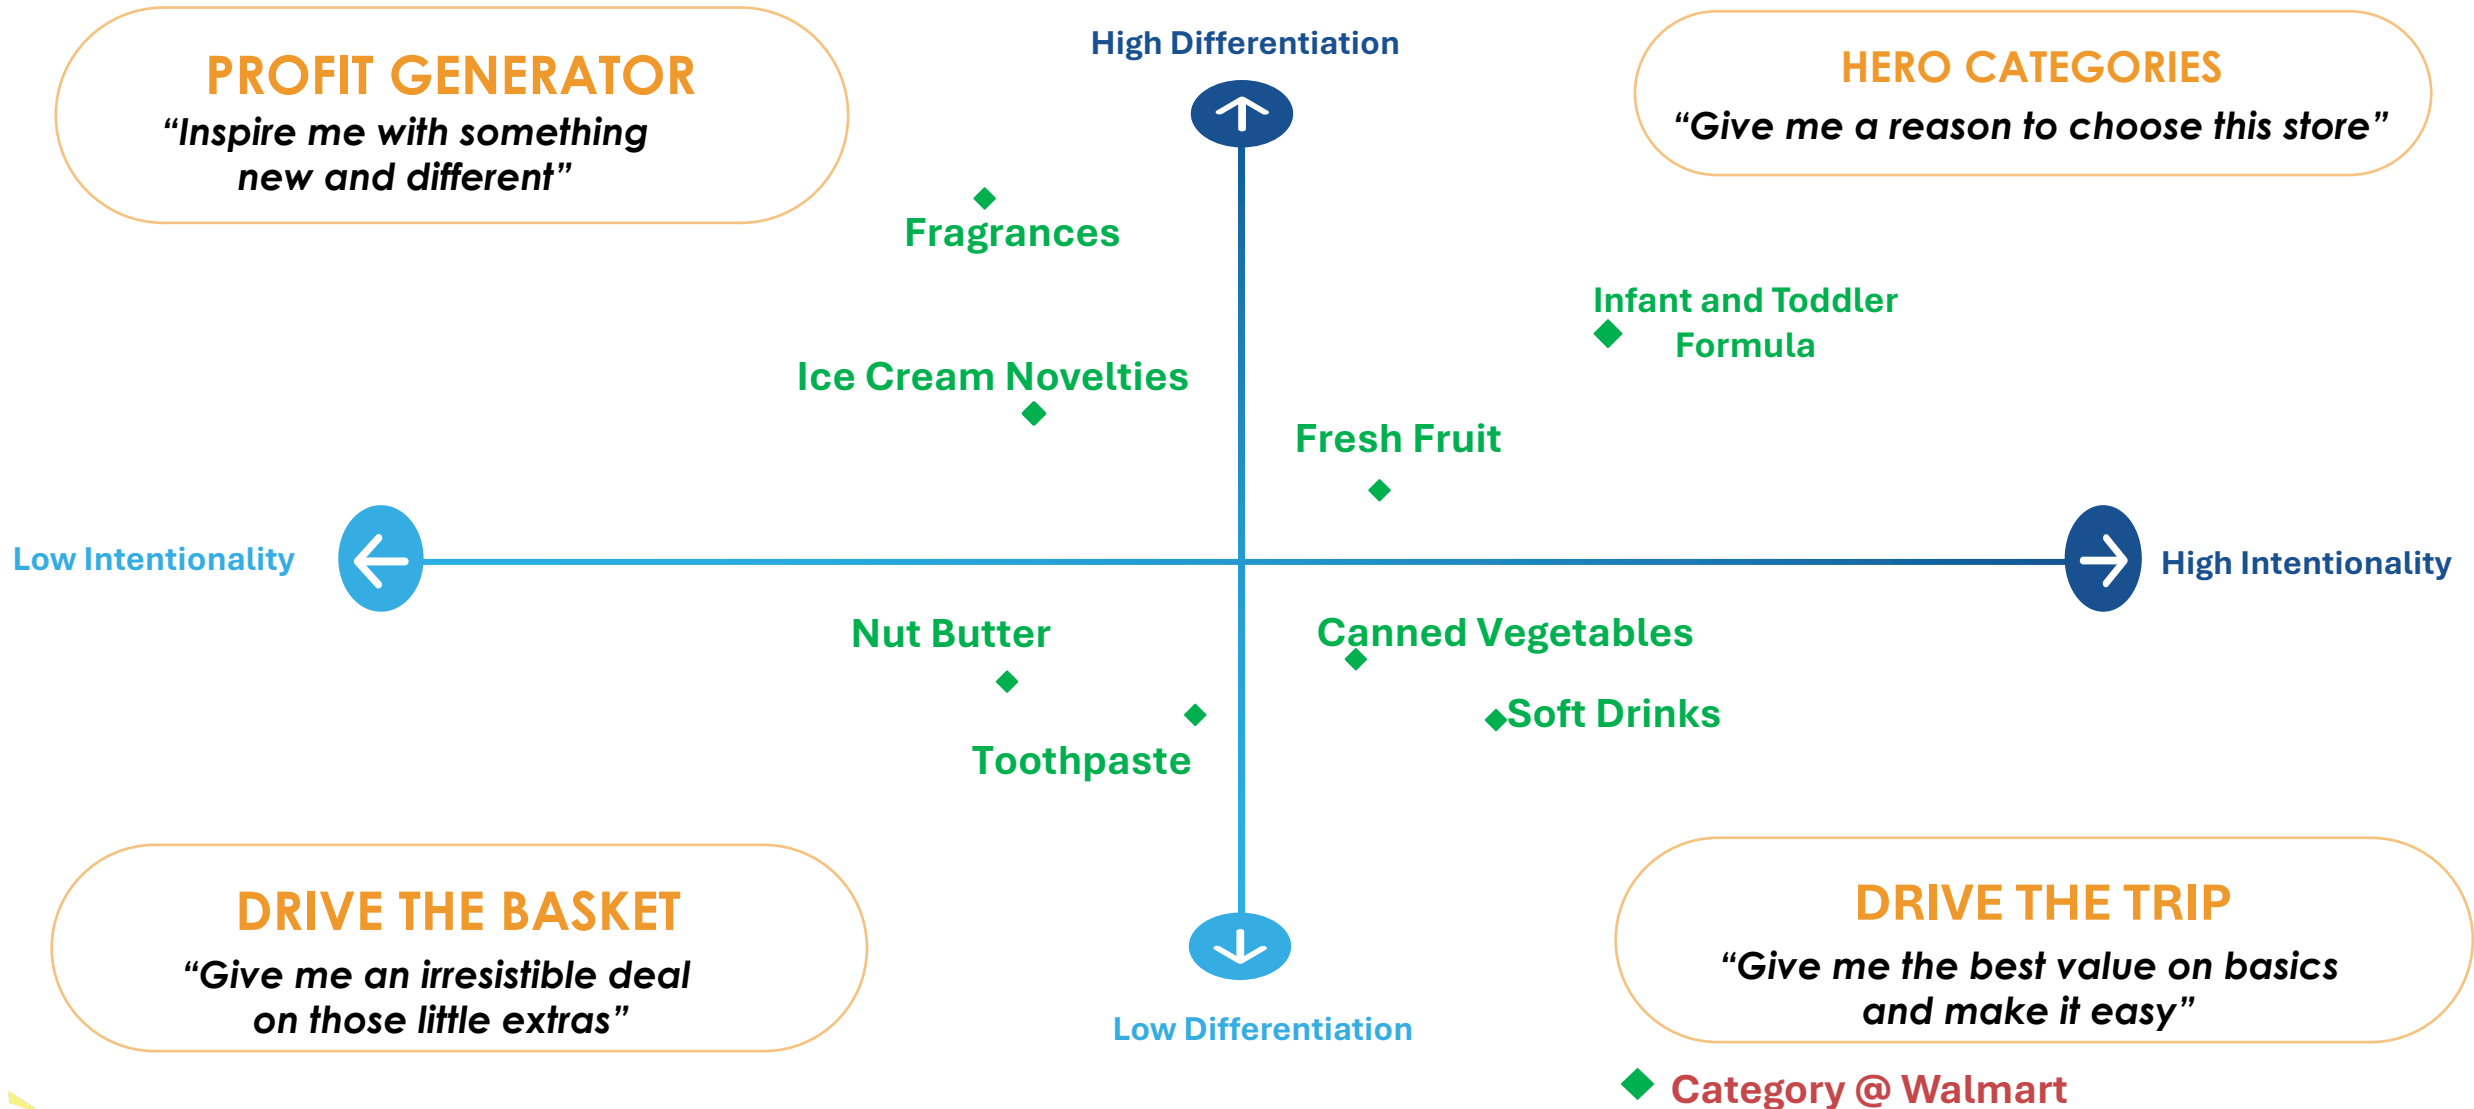 PROFIT GENERATOR
“Inspire me with something
new and different”
High Differentiation
HERO CATEGORIES
“Give me a reason to choose this store”
Fragrances
Infant and Toddler
Formula
Ice Cream Novelties
Fresh Fruit
Low Intentionality
High Intentionality
Nut Butter
Canned Vegetables
Soft Drinks
Toothpaste
DRIVE THE BASKET
“Give me an irresistible deal
on those little extras”
Low Differentiation
DRIVE THE TRIP
“Give me the best value on basics
and make it easy”
Category @ Walmart